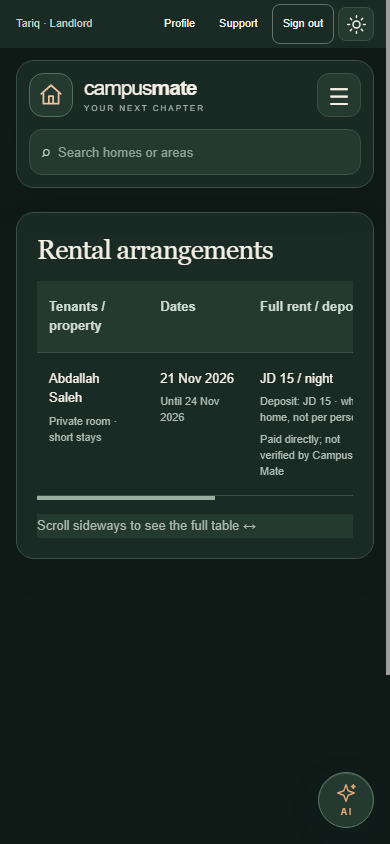 Tariq · Landlord
Profile
Support
Sign out
campusmate
YOUR NEXT CHAPTER
Search homes or areas
Rental arrangements
Tenants /
property
Dates
Full rent / depo
Abdallah
Saleh
Private room ·
short stays
21 Nov 2026
Until 24 Nov
2026
JD 15 / night
Deposit: JD 15 · wh
home, not per pers
Paid directly; not
verified by Campus
Mate
Scroll sideways to see the full table ↔
AI